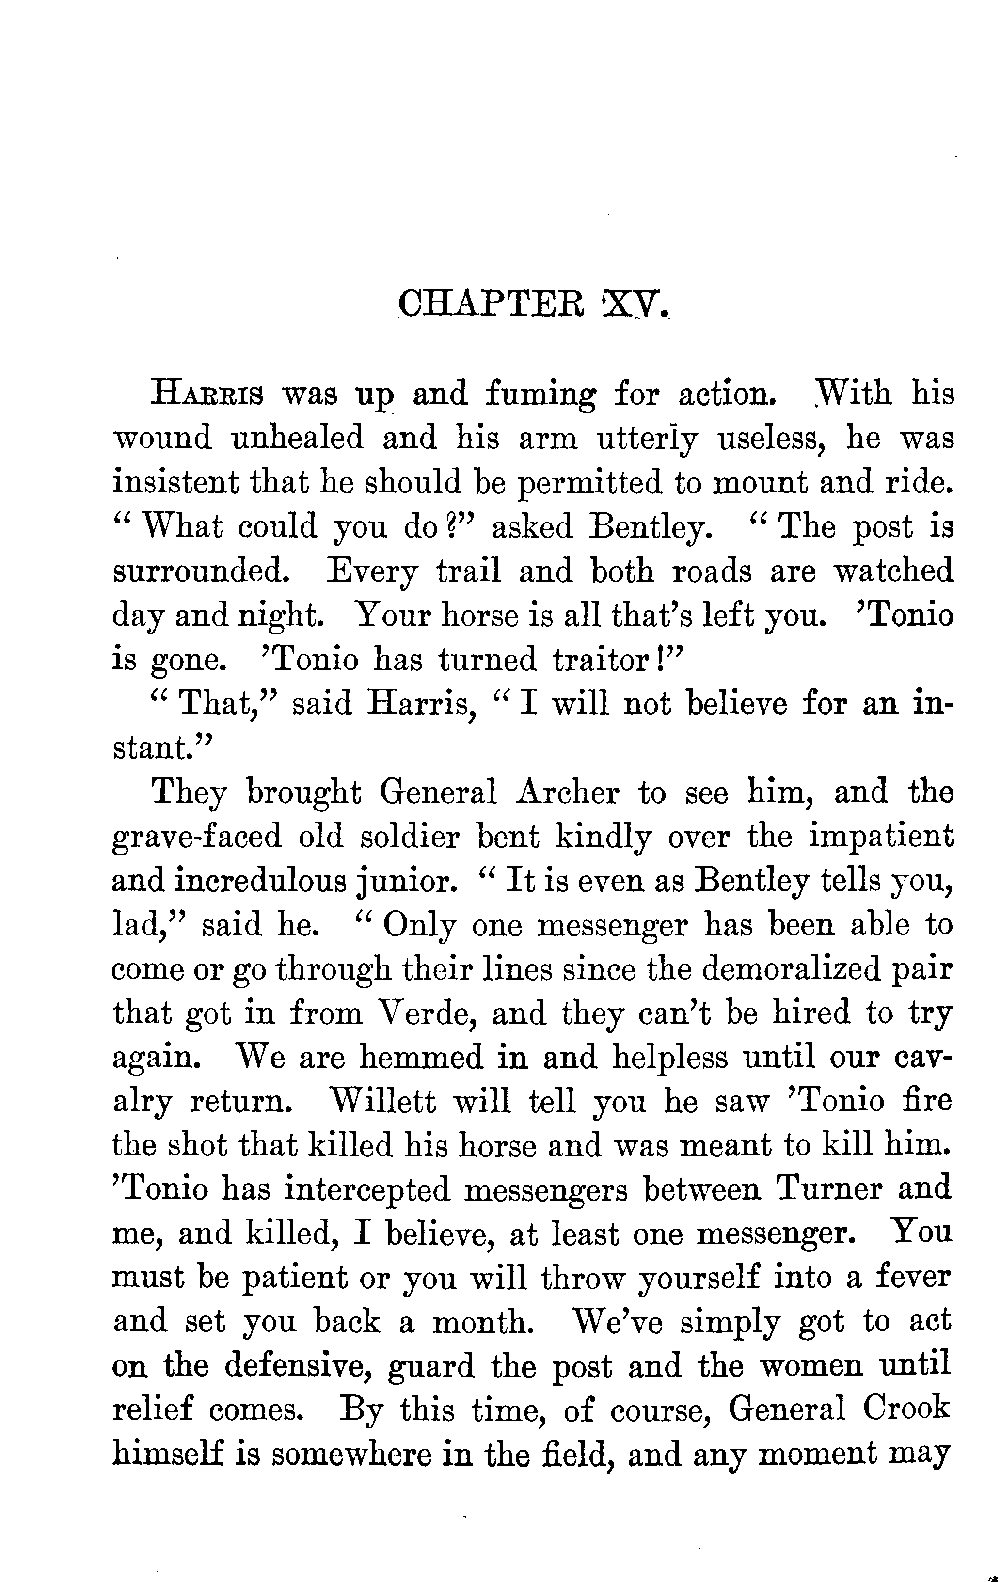 CHAPTER XV.
HARRIS was up and fuming for action. With his
wound unhealed and his arm utterly useless, he was
insistent that he should be permitted to mount and ride.
“ What could you do ?” asked Bentley. “ The post is
surrounded. Every trail and both roads are watched
day and night. Your horse is all that’s left you. ’Tonio
is gone. ’Tonio has turned traitor !”
“ That,” said Harris, “ I will not believe for an in-
stant.”
They brought General Archer to see him, and the
grave-faced old soldier bent kindly over the impatient
and incredulous junior. “ It is even as Bentley tells you,
lad,” said he. “ Only one messenger has been able to
come or go through their lines since the demoralized pair
that got in from Verde, and they can’t be hired to try
again. We are hemmed in and helpless until our cav-
alry return. Willett will tell you he saw ’Tonio fire
the shot that killed his horse and was meant to kill him.
’Tonio has intercepted messengers between Turner and
me, and killed, I believe, at least one messenger. You
must be patient or you will throw yourself into a fever
and set you back a month. We’ve simply got to act
on the defensive, guard the post and the women until
relief comes. By this time, of course, General Crook
himself is somewhere in the field, and any moment may